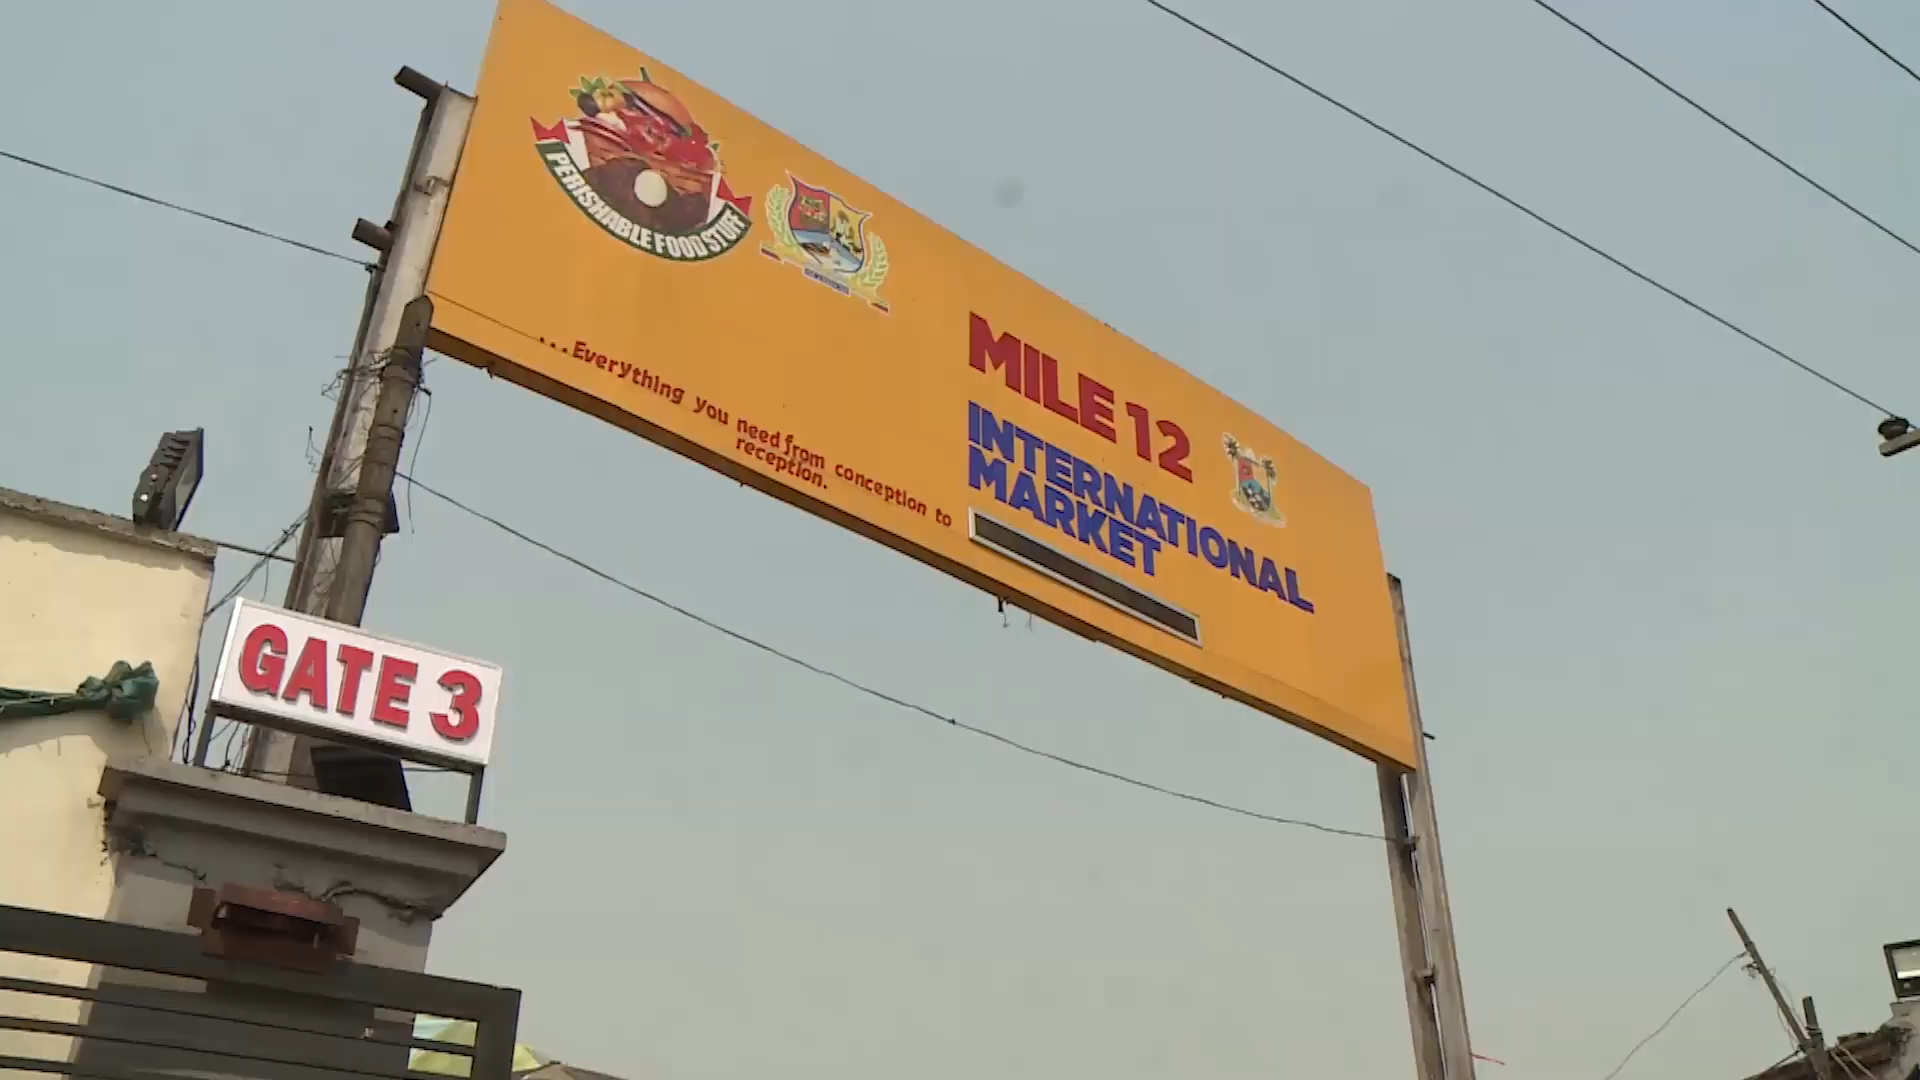 PERISHABLE FOOD STUFF
MILE 12
INTERNATIONAL
MARKET
...Everything you need from conception to
reception.
GATE 3